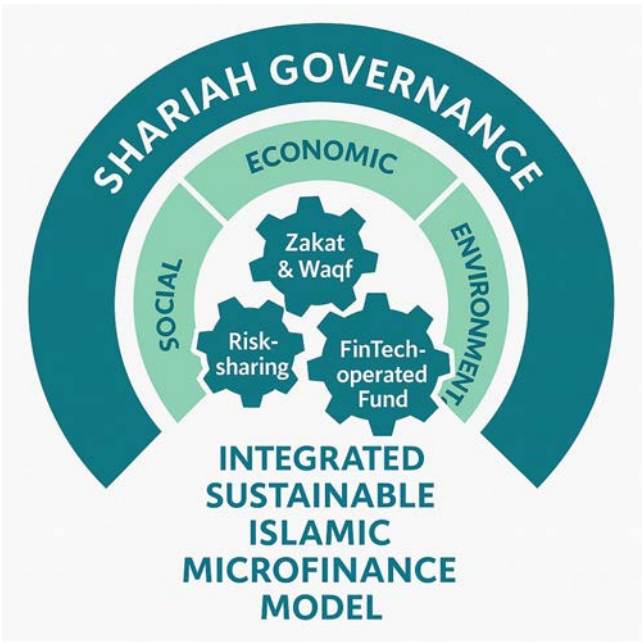 SHARIAH GOVERNANCE
ECONOMIC
SOCIAL
ENVIRONMENT
Zakat
& Waqf
Risk-
sharing
FinTech-
operated
Fund
INTEGRATED
SUSTAINABLE
ISLAMIC
MICROFINANCE
MODEL